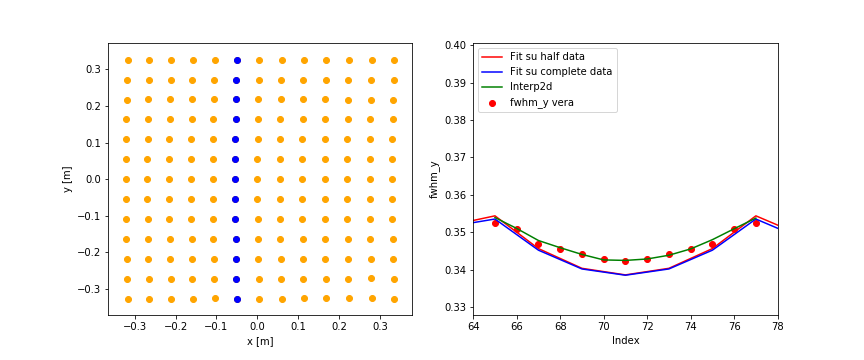 0.3
0.2
0.1
0.0
−0.1
−0.2
−0.3
y [m]
−0.3 −0.2 −0.1 0.0 0.1 0.2 0.3
x [m]
0.40
0.39
0.38
0.37
0.36
0.35
0.34
0.33
fwhm_y
Fit su half data
Fit su complete data
Interp2d
fwhm_y vera
64 66 68 70 72 74 76 78
Index